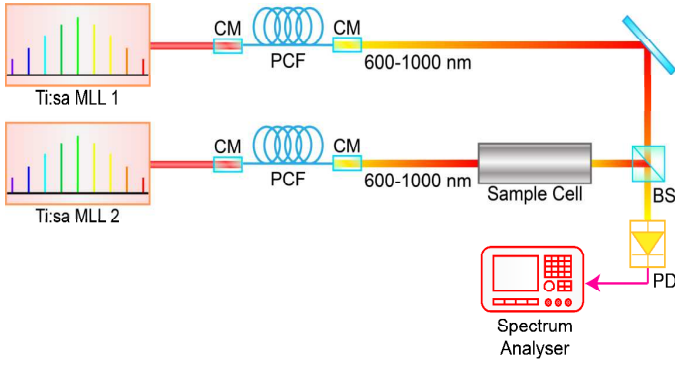 CM
CM
PCF
600-1000 nm
Ti:sa MLL 1
CM
CM
PCF
600-1000 nm
Sample Cell
BS
Ti:sa MLL 2
PD
Spectrum
Analyser